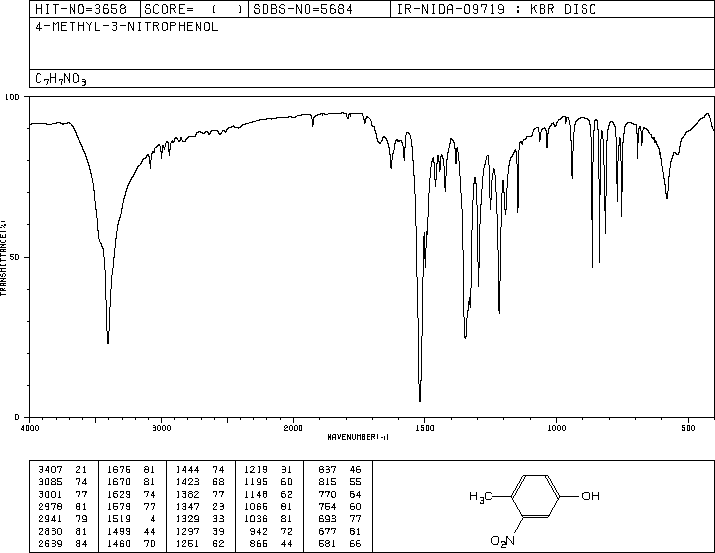 HIT-NO=3658 SCORE= ( ) SDBS-NO=5684 IR-NIDA-09719 : KBR DISC
4-METHYL-3-NITROPHENOL
C7H7NO3
100
50
0
TRANSMITTANCE(%)
4000 3000 2000 1500 1000 500
WAVENUMBER(-1)
3407 21 1676 81 1444 74 1219 31 837 46
3085 74 1670 81 1423 68 1195 60 815 55
3001 77 1629 74 1382 77 1148 62 770 64
2978 81 1579 77 1347 23 1066 81 754 60
2941 79 1519 4 1329 33 1036 81 693 77
2830 81 1499 44 1297 39 942 72 677 81
2639 84 1460 70 1251 62 866 44 581 66
H3C
OH
O2N